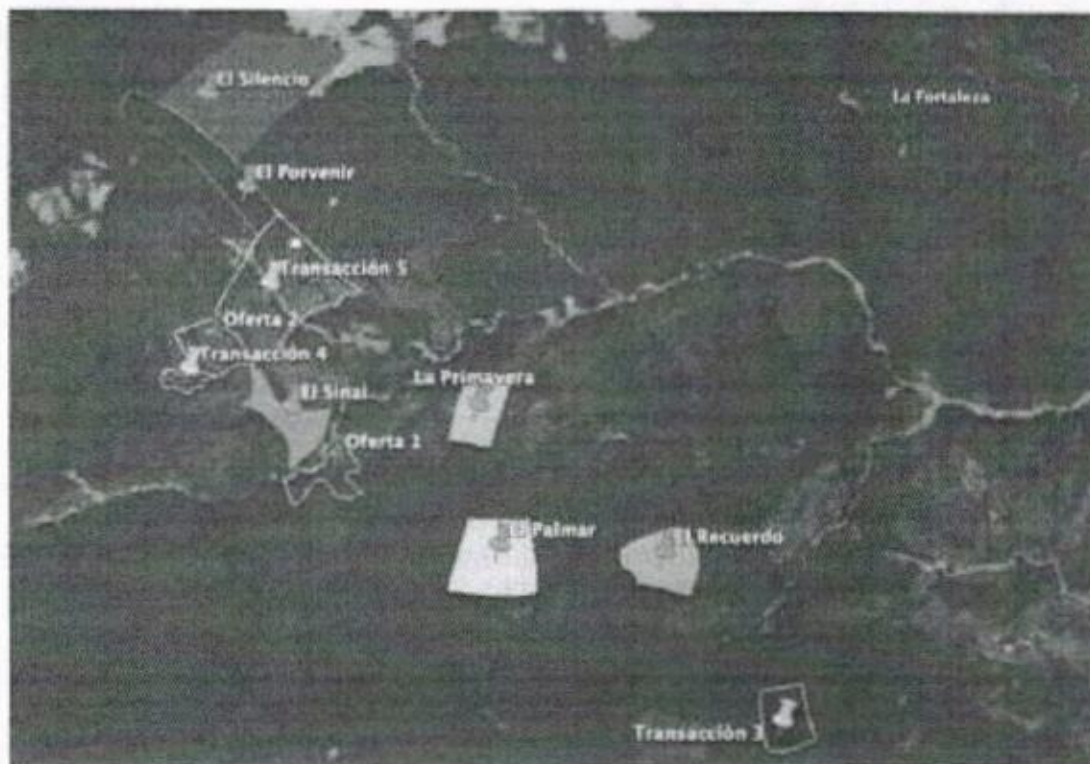 El Silencio
La Fortaleza
El Porvenir
Transacción 5
Oferta 2
Transacción 4
La Primavera
El Sinai
Oferta 1
El Palmar
El Recuerdo
Transacción 3